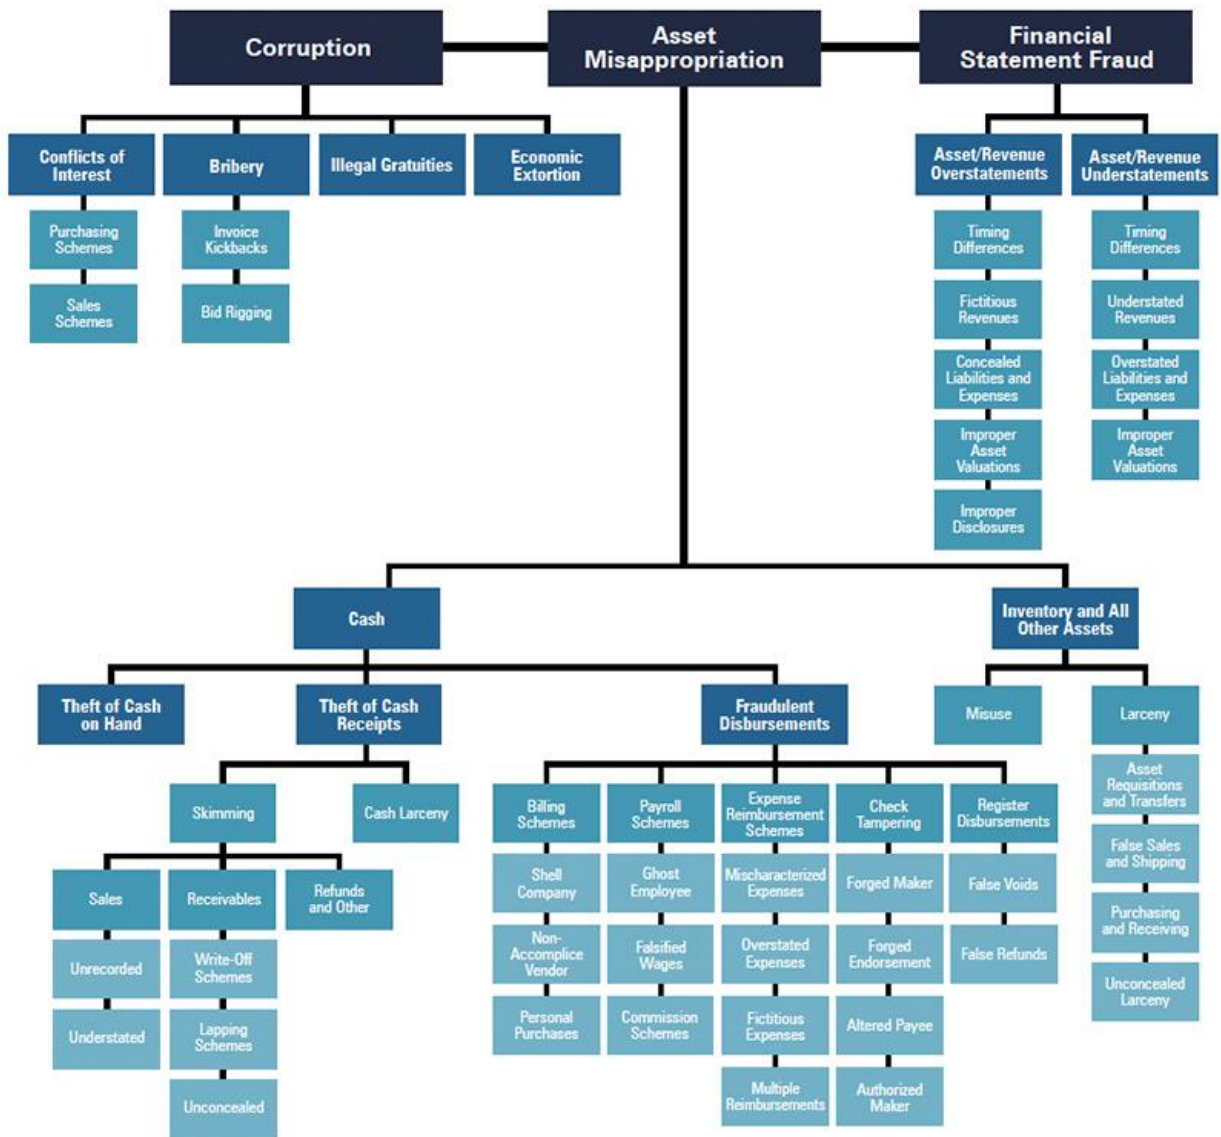 Corruption
Asset
Misappropriation
Financial
Statement Fraud
Conflicts of
Interest
Bribery
Illegal Gratuities
Economic
Extortion
Asset/Revenue
Overstatements
Asset/Revenue
Understatements
Purchasing
Schemes
Invoice
Kickbacks
Timing
Differences
Timing
Differences
Sales
Schemes
Bid Rigging
Fictitious
Revenues
Understated
Revenues
Concealed
Liabilities and
Expenses
Overstated
Liabilities and
Expenses
Improper
Asset
Valuations
Improper
Asset
Valuations
Improper
Disclosures
Cash
Inventory and All
Other Assets
Theft of Cash
on Hand
Theft of Cash
Receipts
Fraudulent
Disbursements
Misuse
Larceny
Skimming
Cash Larceny
Billing
Schemes
Payroll
Schemes
Expense
Reimbursement
Schemes
Check
Tampering
Register
Disbursements
Asset
Requisitions
and Transfers
Sales
Receivables
Refunds
and Other
Shell
Company
Ghost
Employee
Mischaracterized
Expenses
Forged Maker
False Voids
False Sales
and Shipping
Unrecorded
Write-Off
Schemes
Non-
Accomplice
Vendor
Falsified
Wages
Overstated
Expenses
Forged
Endorsement
False Refunds
Purchasing
and Receiving
Understated
Lapping
Schemes
Personal
Purchases
Commission
Schemes
Fictitious
Expenses
Altered Payee
Unconcealed
Larceny
Unconcealed
Multiple
Reimbursements
Authorized
Maker